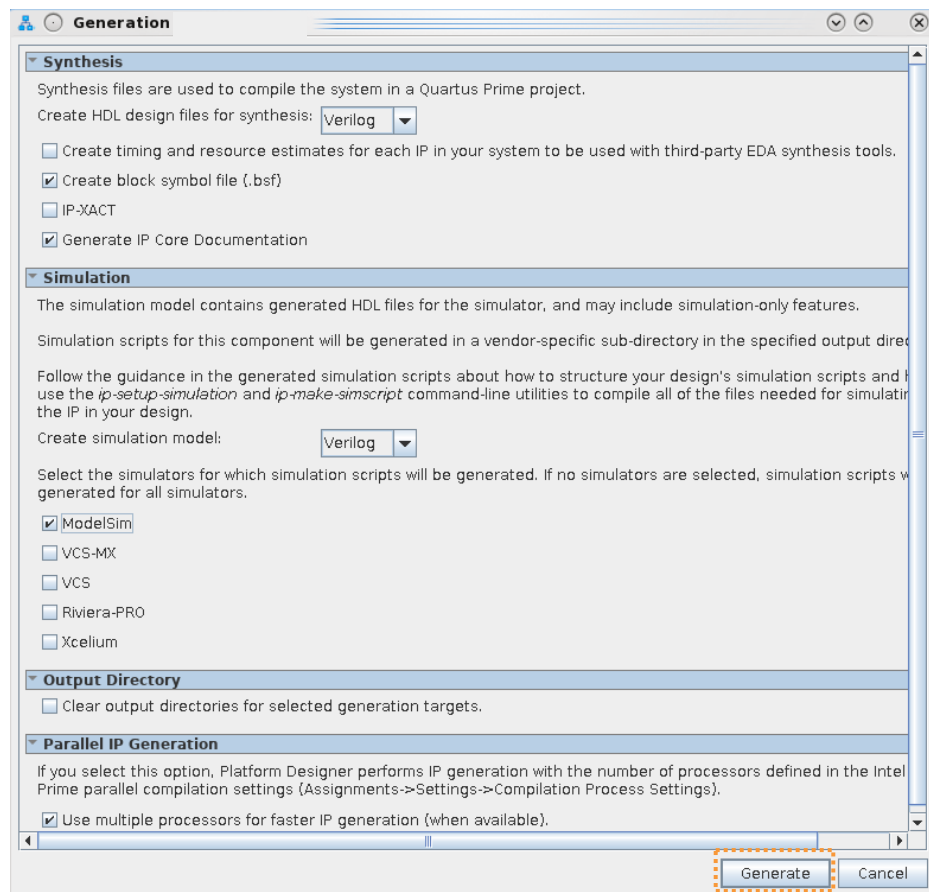 Generation
Synthesis
Synthesis files are used to compile the system in a Quartus Prime project.
Create HDL design files for synthesis: Verilog
Create timing and resource estimates for each IP in your system to be used with third-party EDA synthesis tools.
Create block symbol file (.bsf)
IP-XACT
Generate IP Core Documentation
Simulation
The simulation model contains generated HDL files for the simulator, and may include simulation-only features.
Simulation scripts for this component will be generated in a vendor-specific sub-directory in the specified output
Follow the guidance in the generated simulation scripts about how to structure your design's simulation scripts and
use the ip-setup-simulation and ip-make-simscript command-line utilities to compile all of the files needed for
the IP in your design.
Create simulation model: Verilog
Select the simulators for which simulation scripts will be generated. If no simulators are selected, simulation scripts
generated for all simulators.
ModelSim
VCS-MX
VCS
Riviera-PRO
Xcelium
Output Directory
Clear output directories for selected generation targets.
Parallel IP Generation
If you select this option, Platform Designer performs IP generation with the number of processors defined in the Intel
Prime parallel compilation settings (Assignments->Settings->Compilation Process Settings).
Use multiple processors for faster IP generation (when available).
Generate Cancel